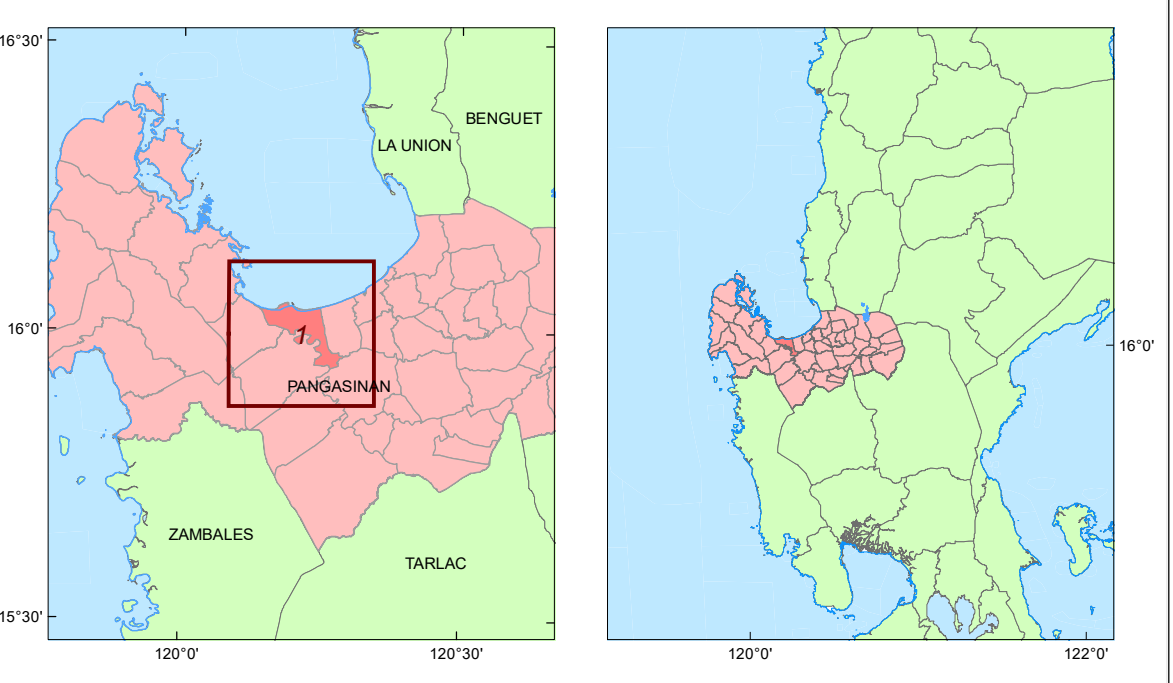 16°30'
BENGUET
LA UNION
16°0'
1
PANGASINAN
ZAMBALES
TARLAC
15°30'
120°0'
120°30'
16°0'
120°0'
122°0'